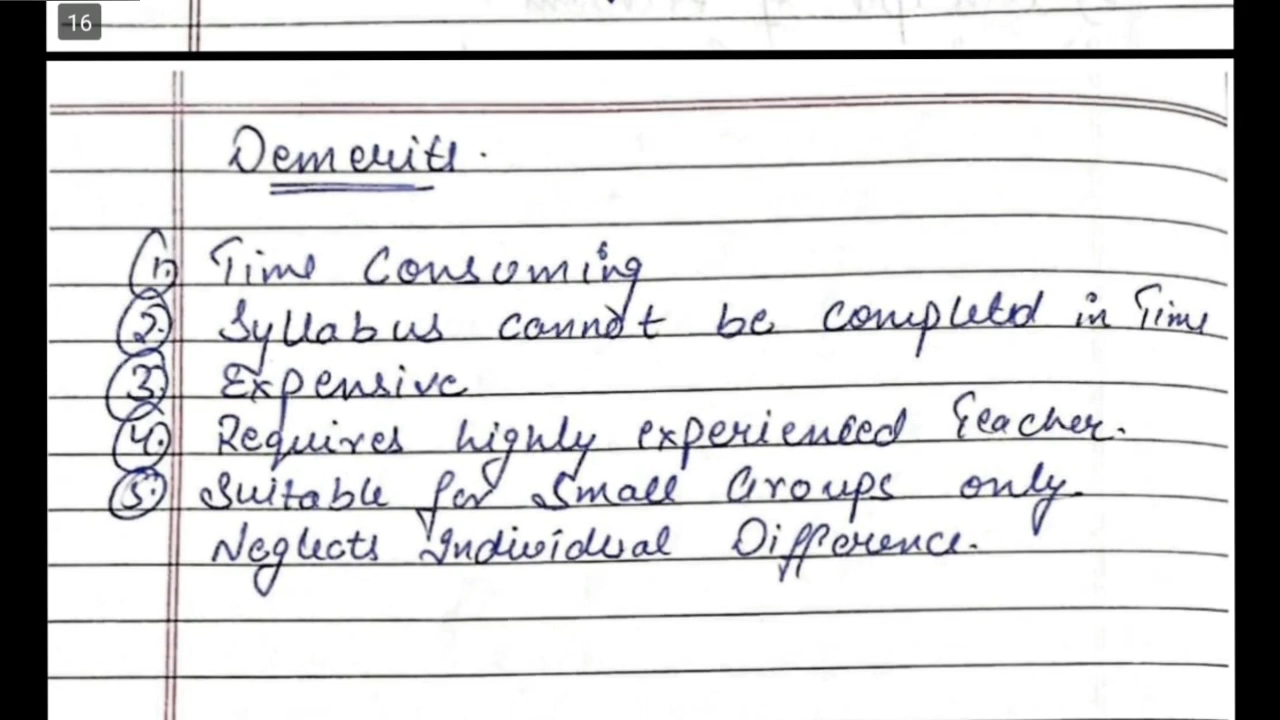 16
Demerits.
1. Time Consuming
2. Syllabus cannot be completed in Time
3. Expensive
4. Requires highly experienced Teacher.
5. Suitable for Small Groups only.
Neglects Individual Difference.